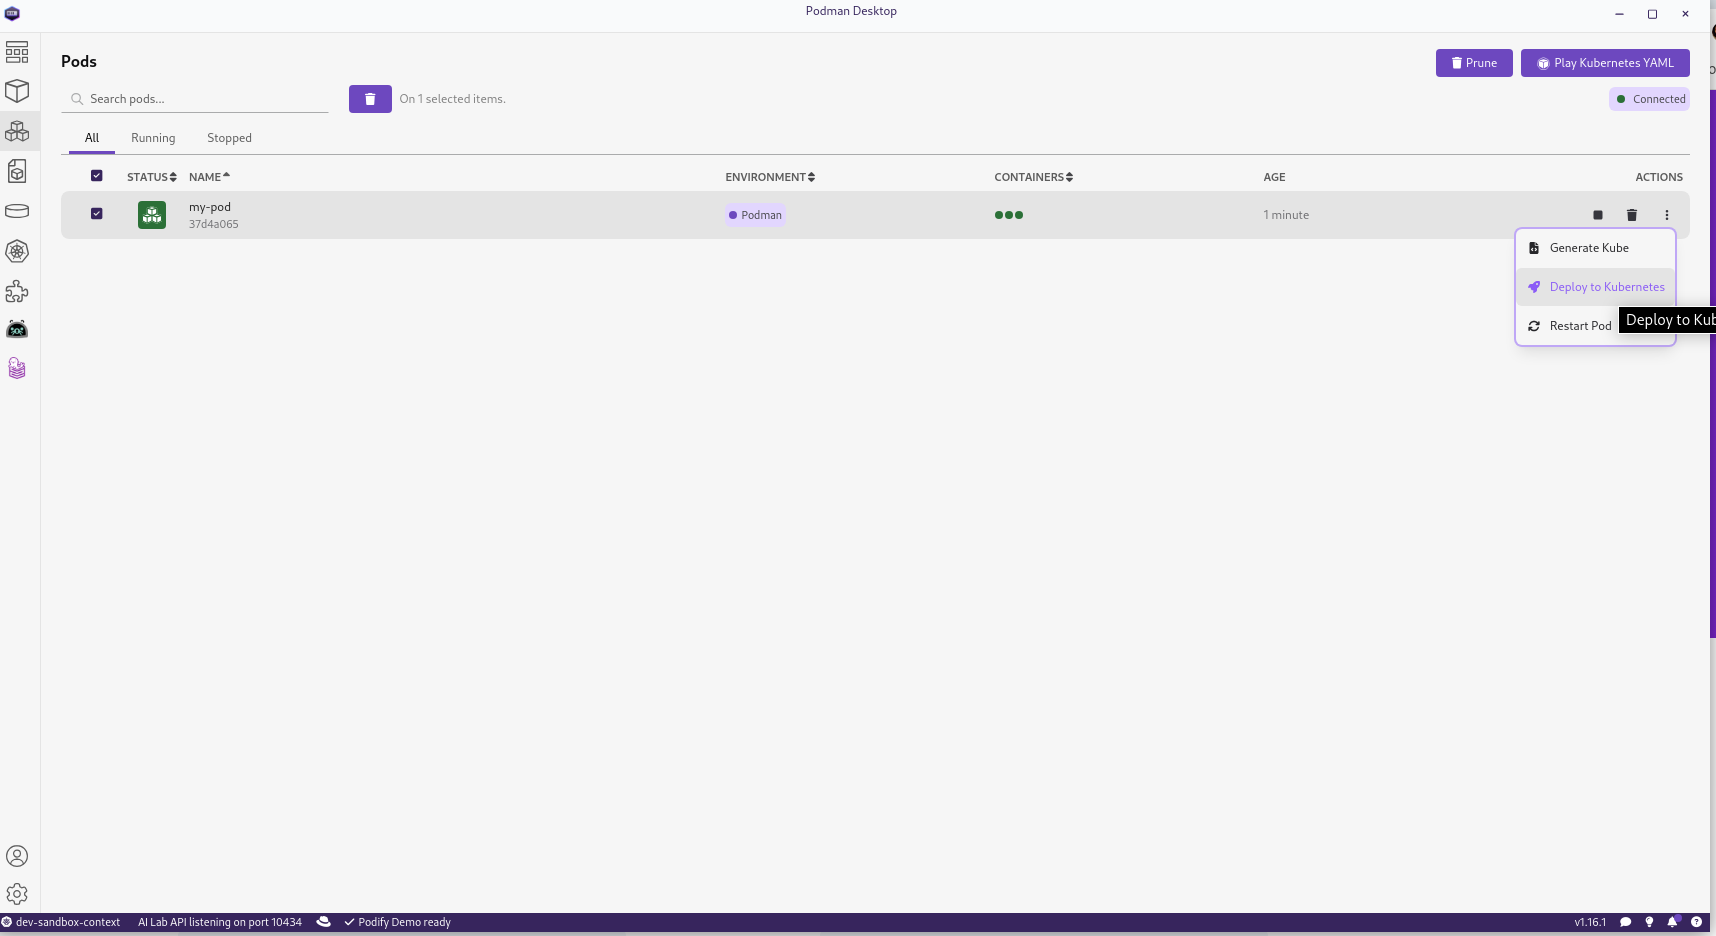 Podman Desktop
Pods
Prune
Play Kubernetes YAML
Search pods...
On 1 selected items.
Connected
All
Running
Stopped
STATUS
NAME
ENVIRONMENT
CONTAINERS
AGE
ACTIONS
my-pod
37d4a065
Podman
1 minute
Generate Kube
Deploy to Kubernetes
Restart Pod
Deploy to Kub
dev-sandbox-context
AI Lab API listening on port 10434
Podify Demo ready
v1.16.1